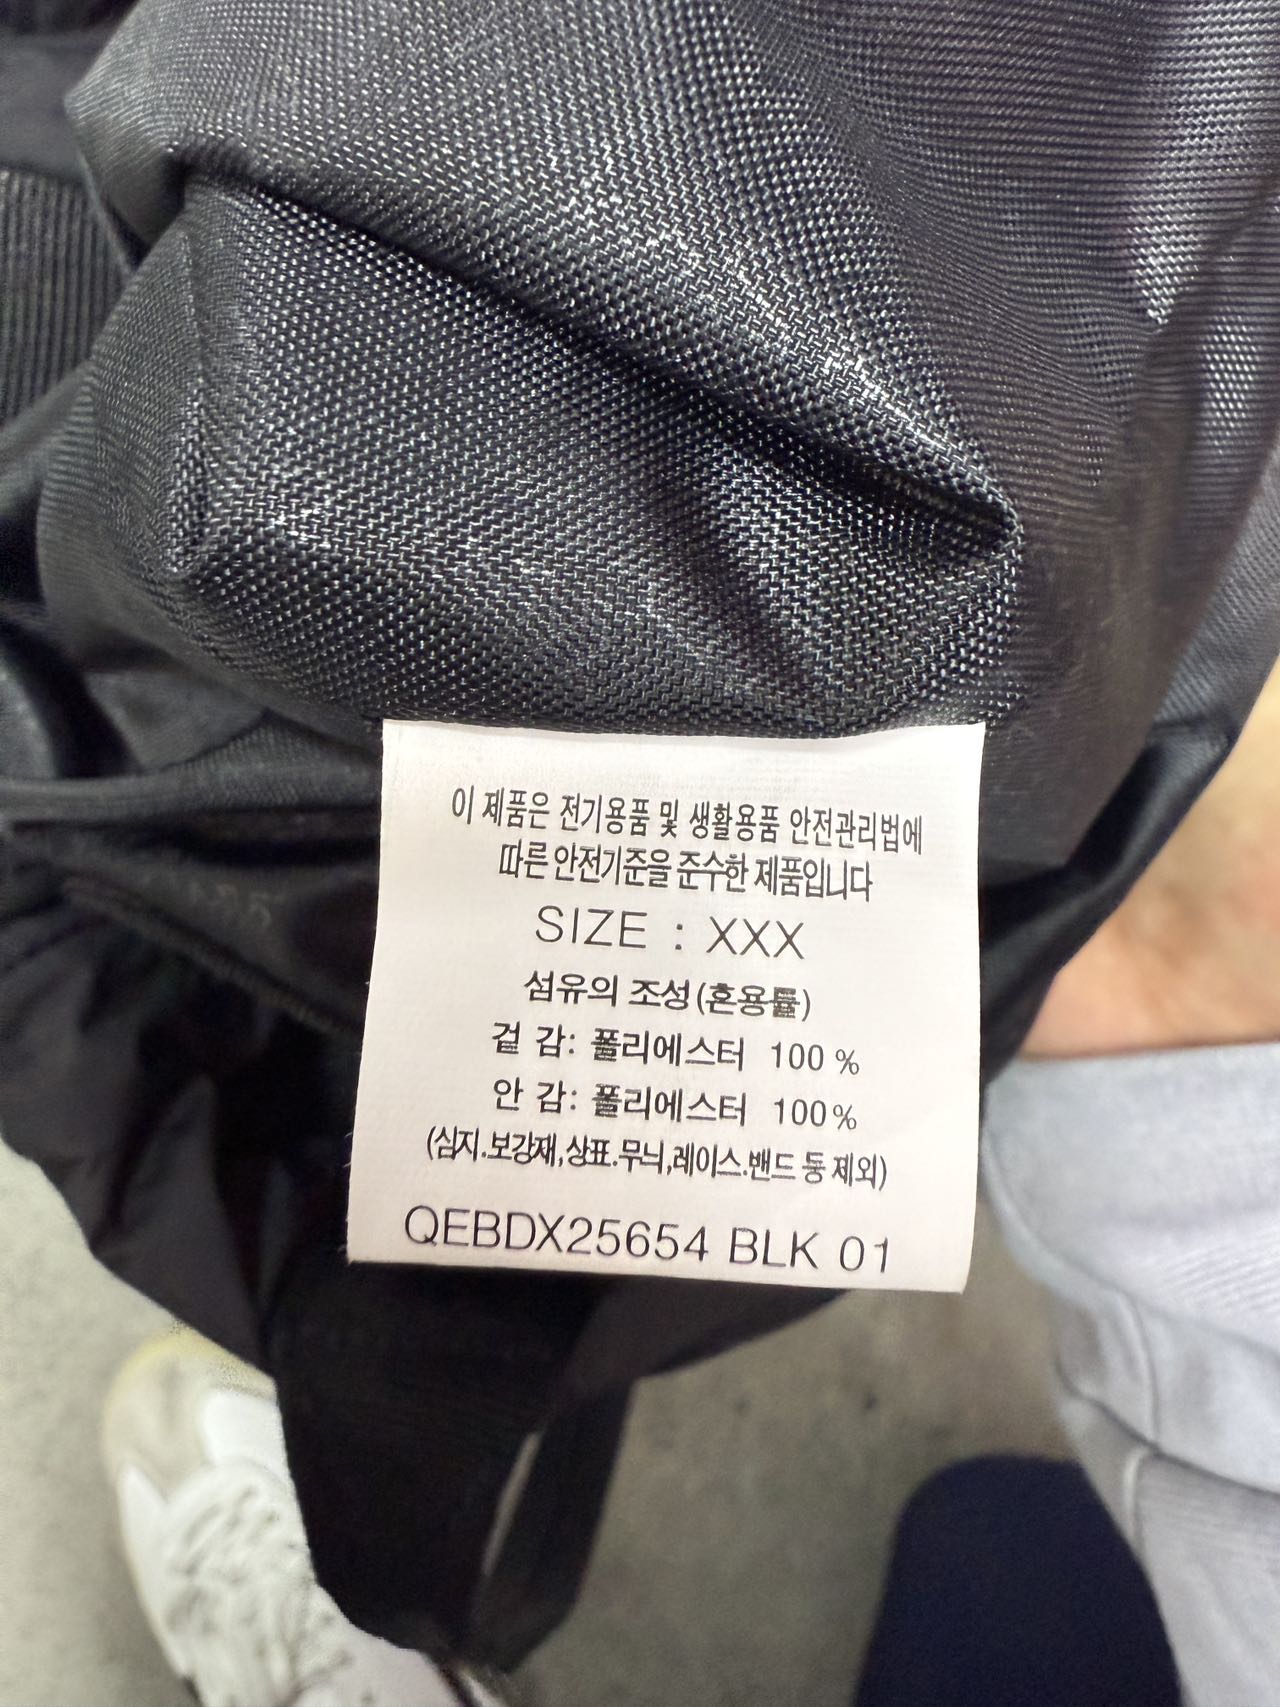 이 제품은 전기용품 및 생활용품 안전관리법에
따른 안전기준을 준수한 제품입니다
SIZE : XXX
섬유의 조성(혼용률)
겉 감: 폴리에스터 100 %
안 감: 폴리에스터 100%
(심지.보강재,상표.무늬,레이스.밴드 등 제외)
QEBDX25654 BLK 01